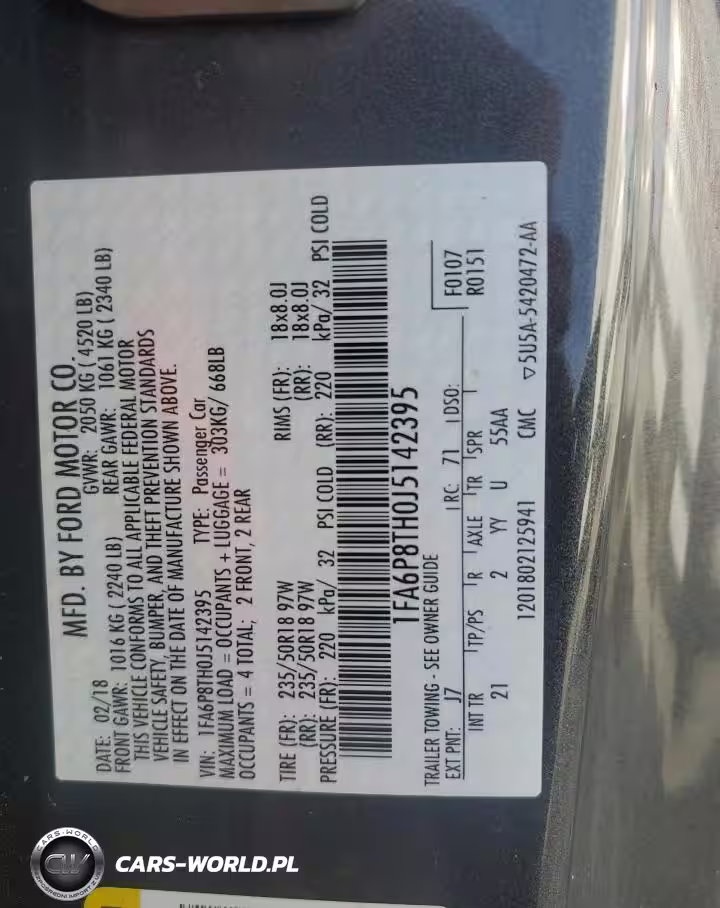 MFD. BY FORD MOTOR CO.
DATE: 02/18 GVWR: 2050 KG ( 4520 LB)
FRONT GAWR: 1016 KG ( 2240 LB) REAR GAWR: 1061 KG ( 2340 LB)
THIS VEHICLE CONFORMS TO ALL APPLICABLE FEDERAL MOTOR
VEHICLE SAFETY, BUMPER, AND THEFT PREVENTION STANDARDS
IN EFFECT ON THE DATE OF MANUFACTURE SHOWN ABOVE.
VIN: 1FA6P8TH0J5142395 TYPE: Passenger Car
MAXIMUM LOAD = OCCUPANTS + LUGGAGE = 303KG/ 668LB
OCCUPANTS = 4 TOTAL; 2 FRONT, 2 REAR
TIRE (FR): 235/50R18 97W RIMS (FR): 18x8.0J
(RR): 235/50R18 97W (RR): 18x8.0J
PRESSURE (FR): 220 kPa/ 32 PSI COLD (RR): 220 kPa/ 32 PSI COLD
1FA6P8TH0J5142395
TRAILER TOWING - SEE OWNER GUIDE F0107
EXT PNT: J7 RC: 71 DSO: R0151
INT TR TP/PS R AXLE TR SPR
21 2 YY U 55AA
1201802125941 CMC ▽5U5A-5420472-AA
CARS-WORLD
CW
BEZPOŚREDNI IMPORT Z
CARS-WORLD.PL